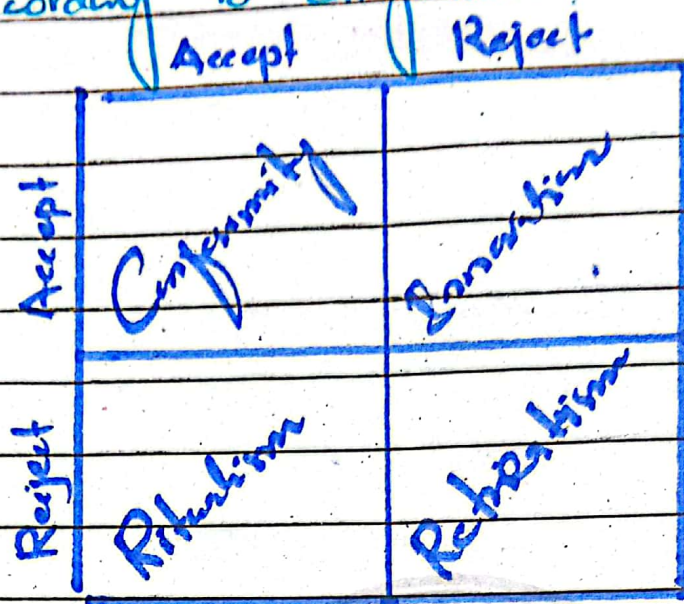 Accept Reject
Accept Conformity Innovation
Reject Ritualism Retreatism